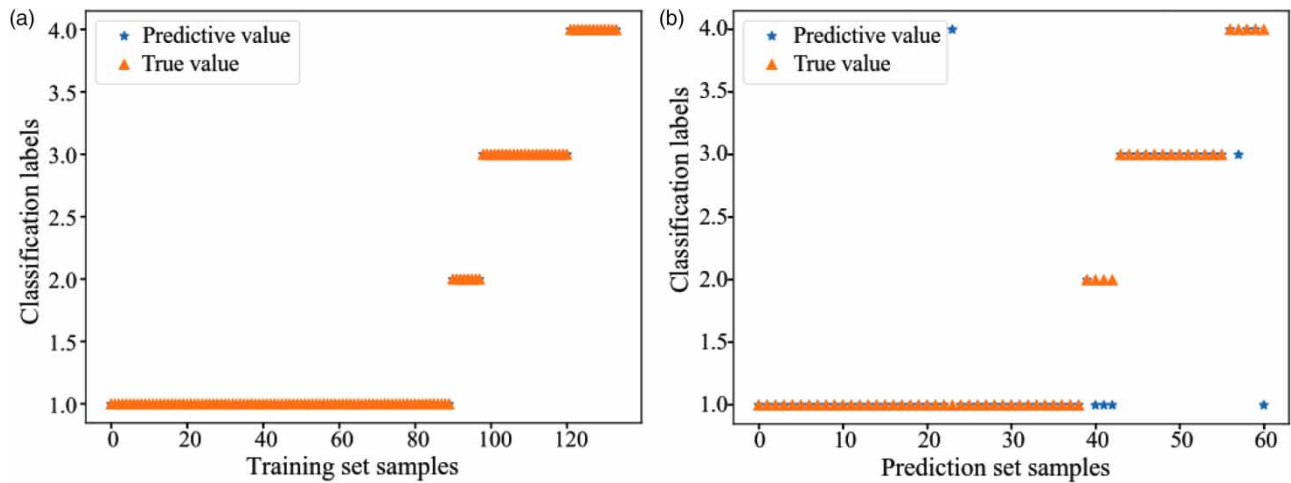 (a)
Predictive value
True value
Classification labels
4.0
3.5
3.0
2.5
2.0
1.5
1.0
0 20 40 60 80 100 120
Training set samples
(b)
Predictive value
True value
Classification labels
4.0
3.5
3.0
2.5
2.0
1.5
1.0
0 10 20 30 40 50 60
Prediction set samples